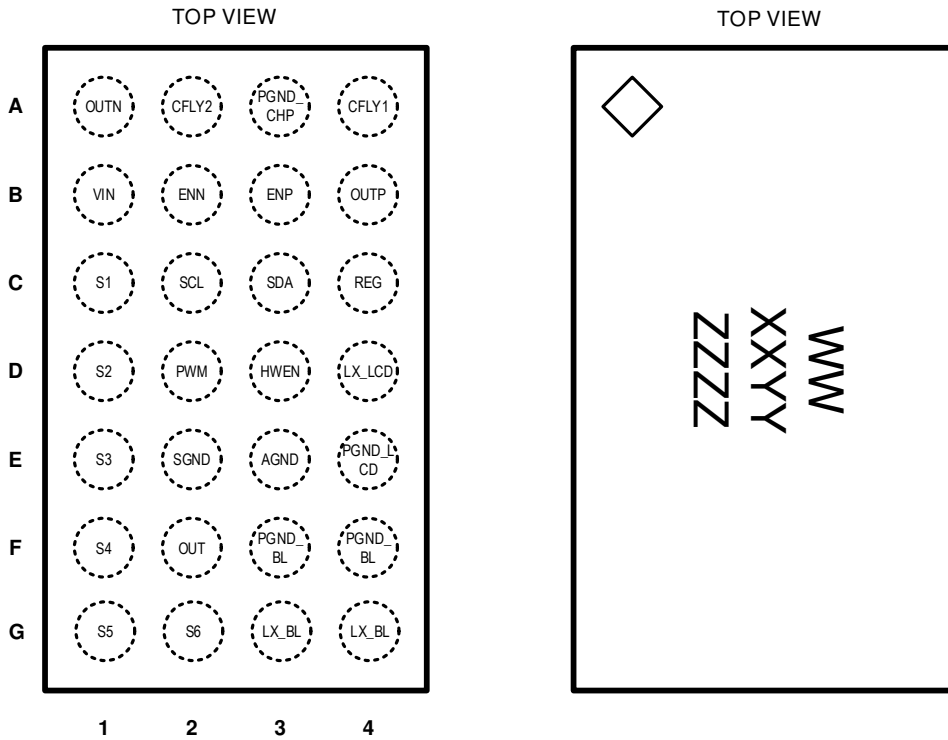 TOP VIEW
A OUTN CFLY2 PGND_ CHP CFLY1
B VIN ENN ENP OUTP
C S1 SCL SDA REG
D S2 PWM HWEN LX_LCD
E S3 SGND AGND PGND_L CD
F S4 OUT PGND_ BL PGND_ BL
G S5 S6 LX_BL LX_BL
1 2 3 4
TOP VIEW
WW
XXYY
ZZZZ